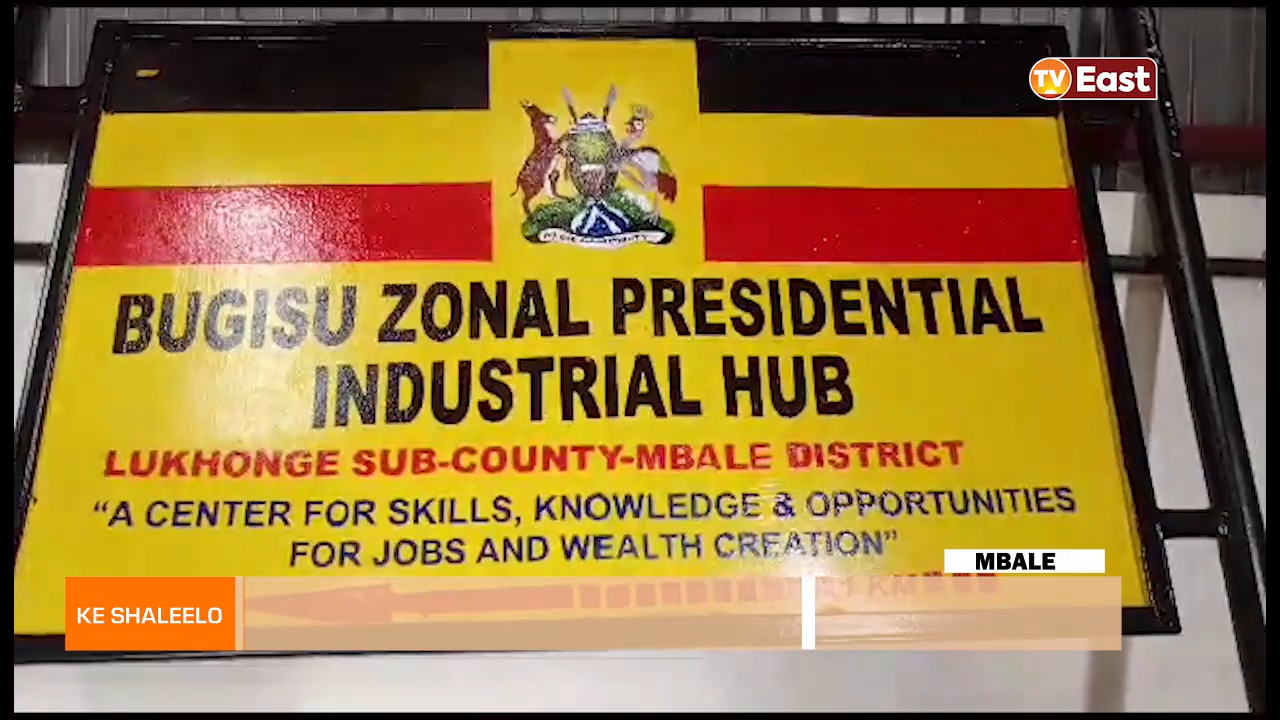 TV East
BUGISU ZONAL PRESIDENTIAL
INDUSTRIAL HUB
LUKHONGE SUB-COUNTY-MBALE DISTRICT
“A CENTER FOR SKILLS, KNOWLEDGE & OPPORTUNITIES
FOR JOBS AND WEALTH CREATION”
MBALE
KE SHALEELO